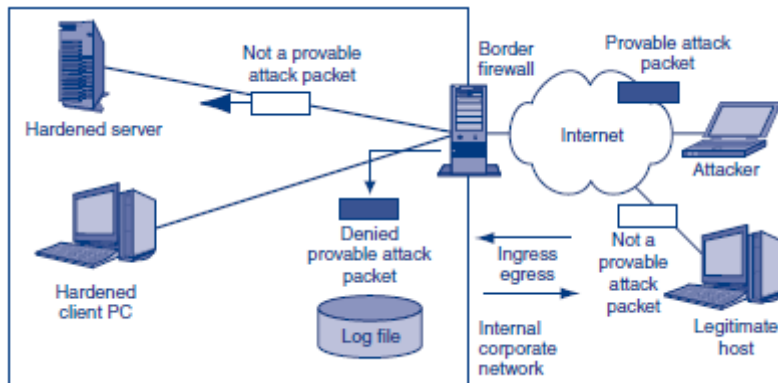 Not a provable
attack packet
Hardened server
Border
firewall
Provable attack
packet
Internet
Attacker
Hardened
client PC
Denied
provable attack
packet
Log file
Ingress
egress
Internal
corporate
network
Not a
provable
attack
packet
Legitimate
host